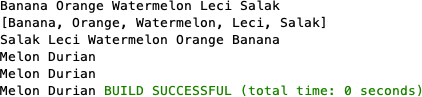 Banana Orange Watermelon Leci Salak
[Banana, Orange, Watermelon, Leci, Salak]
Salak Leci Watermelon Orange Banana
Melon Durian
Melon Durian
Melon Durian BUILD SUCCESSFUL (total time: 0 seconds)